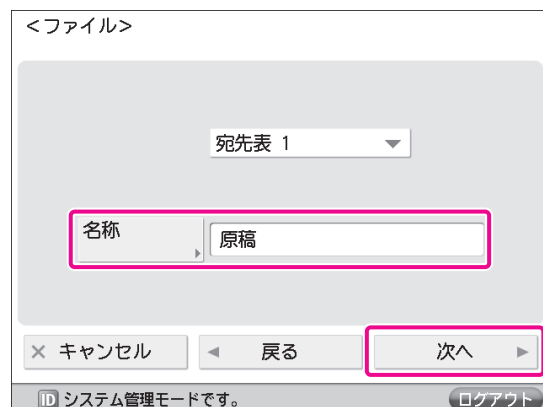 <ファイル>
宛先表 1
名称
原稿
キャンセル
戻る
次へ
ID システム管理モードです。
ログアウト